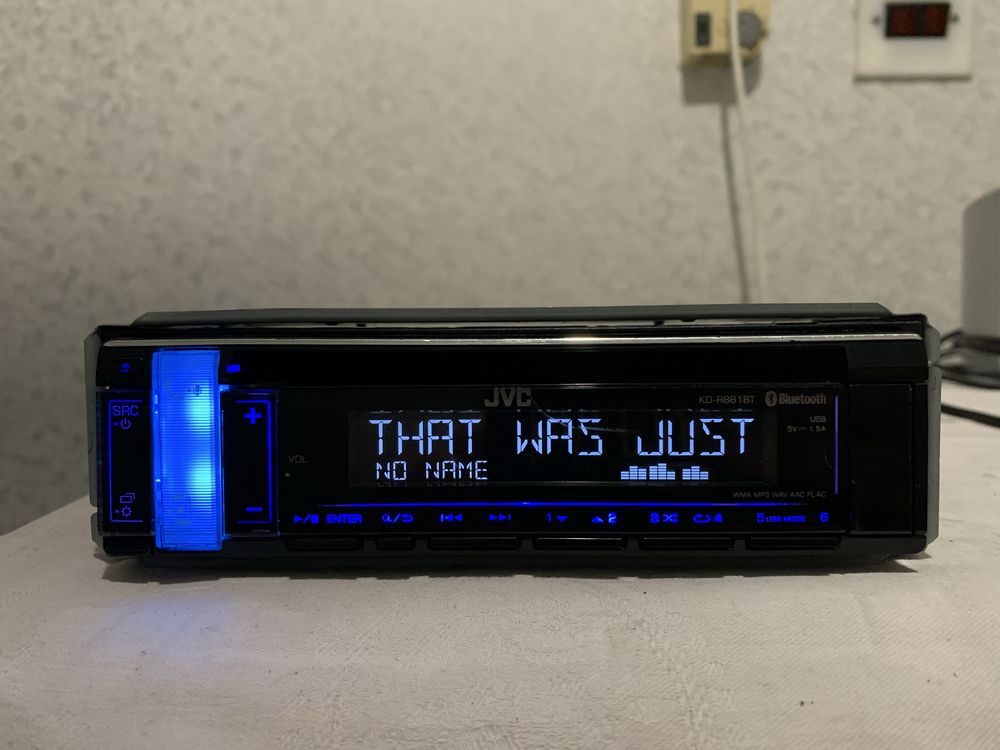 JVC
KD-R881BT
Bluetooth
SRC
USB
5V 1.5A
THAT WAS JUST
NO NAME
VOL
WMA MP3 WAV AAC FLAC
ENTER 1 2 3 4 5 USB MODE 6